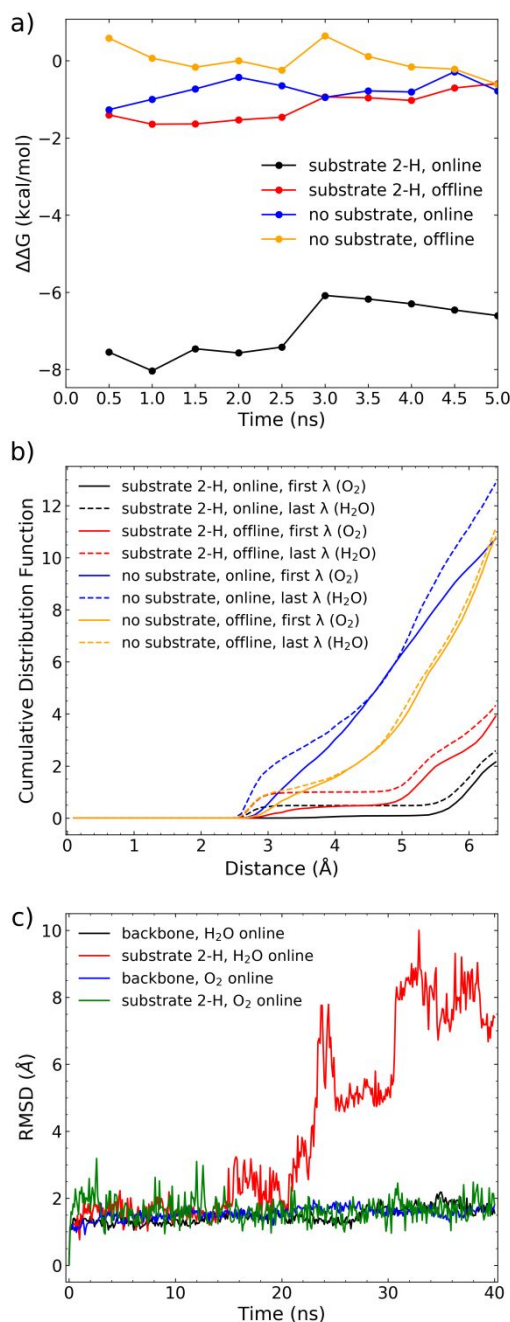 a)
ΔΔG (kcal/mol)
0
−2
−4
−6
−8
substrate 2-H, online
substrate 2-H, offline
no substrate, online
no substrate, offline
0.0 0.5 1.0 1.5 2.0 2.5 3.0 3.5 4.0 4.5 5.0
Time (ns)
b)
Cumulative Distribution Function
12
10
8
6
4
2
0
substrate 2-H, online, first λ (O₂)
substrate 2-H, online, last λ (H₂O)
substrate 2-H, offline, first λ (O₂)
substrate 2-H, offline, last λ (H₂O)
no substrate, online, first λ (O₂)
no substrate, online, last λ (H₂O)
no substrate, offline, first λ (O₂)
no substrate, offline, last λ (H₂O)
0 1 2 3 4 5 6
Distance (Å)
c)
RMSD (Å)
10
8
6
4
2
0
backbone, H₂O online
substrate 2-H, H₂O online
backbone, O₂ online
substrate 2-H, O₂ online
0 10 20 30 40
Time (ns)